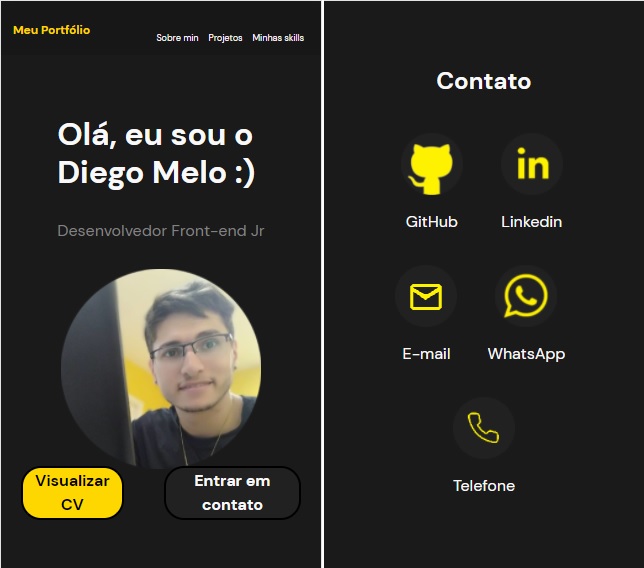 Meu Portfólio
Sobre min Projetos Minhas skills
Olá, eu sou o
Diego Melo :)
Desenvolvedor Front-end Jr
Visualizar
CV
Entrar em
contato
Contato
in
GitHub
Linkedin
E-mail
WhatsApp
Telefone